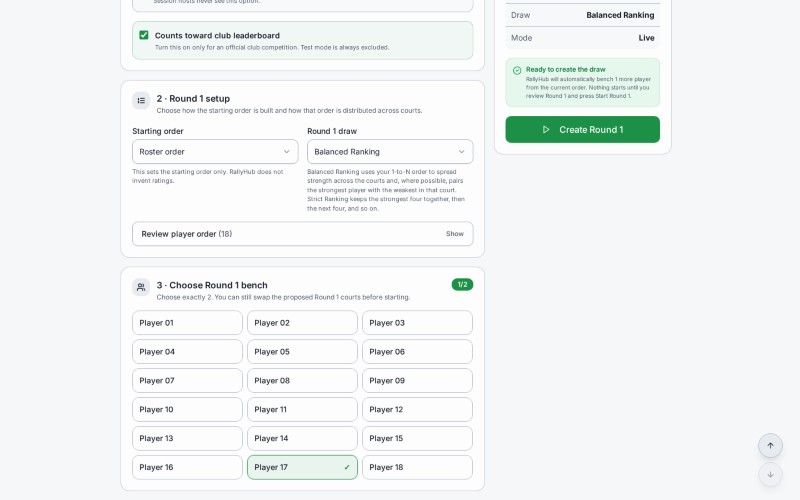 Session hosts never see this option.
Counts toward club leaderboard
Turn this on only for an official club competition. Test mode is always excluded.
2 · Round 1 setup
Choose how the starting order is built and how that order is distributed across courts.
Starting order
Roster order
This sets the starting order only. RallyHub does not
invent ratings.
Round 1 draw
Balanced Ranking
Balanced Ranking uses your 1-to-N order to spread
strength across the courts and, where possible, pairs
the strongest player with the weakest in that court.
Strict Ranking keeps the strongest four together, then
the next four, and so on.
Review player order (18)
Show
3 · Choose Round 1 bench
1/2
Choose exactly 2. You can still swap the proposed Round 1 courts before starting.
Player 01
Player 02
Player 03
Player 04
Player 05
Player 06
Player 07
Player 08
Player 09
Player 10
Player 11
Player 12
Player 13
Player 14
Player 15
Player 16
Player 17 ✓
Player 18
Draw
Balanced Ranking
Mode
Live
Ready to create the draw
RallyHub will automatically bench 1 more player
from the current order. Nothing starts until you
review Round 1 and press Start Round 1.
Create Round 1